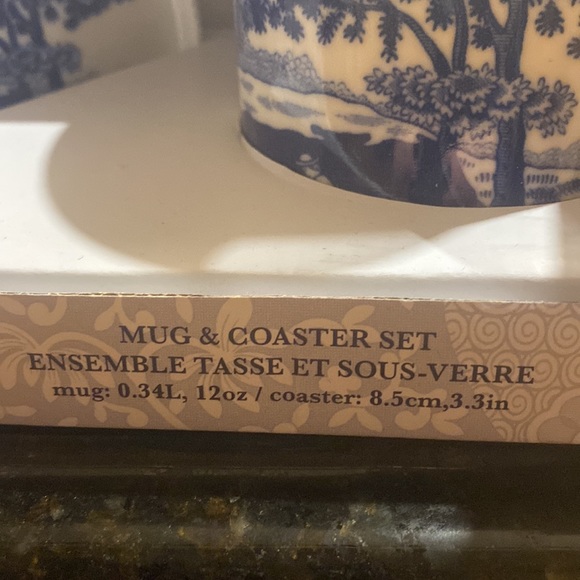 MUG & COASTER SET
ENSEMBLE TASSE ET SOUS-VERRE
mug: 0.34L, 12oz / coaster: 8.5cm,3.3in